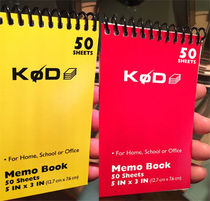 50
SHEETS
KøD
• For Home, School or Office
Memo Book
50 Sheets
5 IN x 3 IN (12.7 cm x 7.6 cm)
50
SHEETS
KøD
• For Home, School or Office
Memo Book
50 Sheets
5 IN X 3 IN (12.7 cm x 7.6 cm)